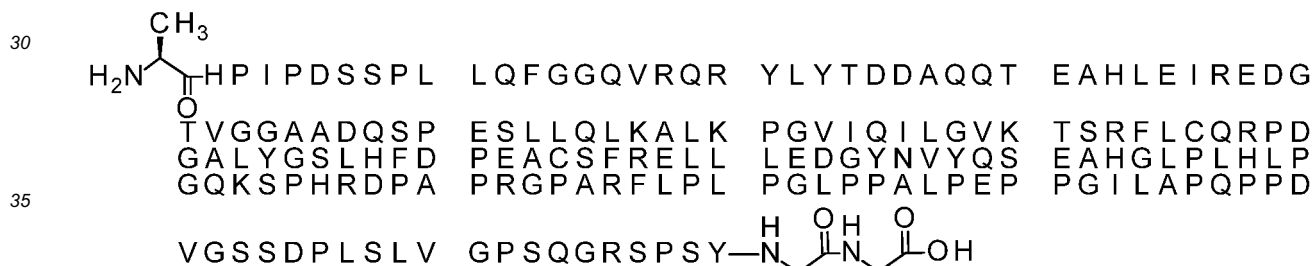 30
CH3
H2N HPIPDSSPL LQFGGQVRQR YLYTDDAQQT EAHLEIREDG
O
TVGGAADQSP ESLLQLKALK PGVIQILGVK TSRFLCQRPD
GALYGSLHFD PEACSFRELL LEDGYNVYQS EAHGLPLHLP
GQKSPHRDPA PRGPARFLPL PGLPPALPEP PGILAPQPPD
35
H O H O
VGSSDPLSLV GPSQGRSPSY N N OH